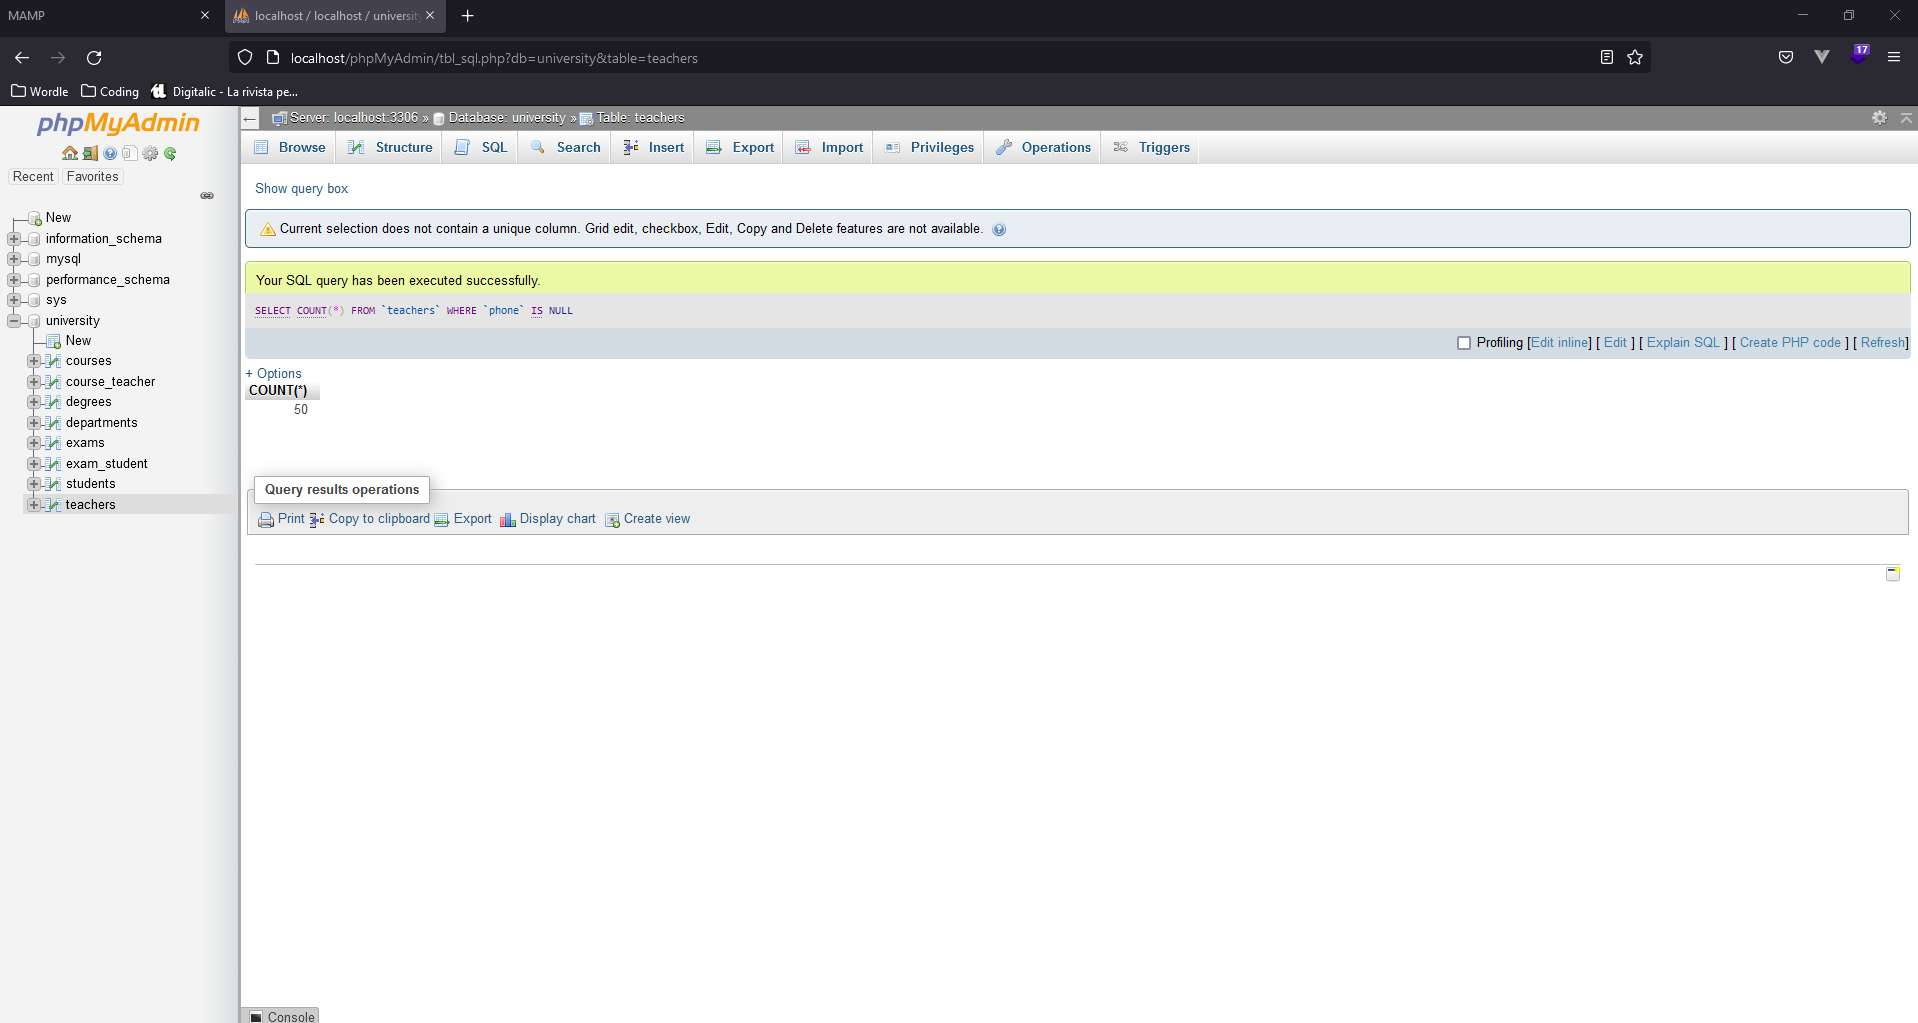 MAMP
localhost / localhost / universit
17
localhost/phpMyAdmin/tbl_sql.php?db=university&table=teachers
Wordle Coding Digitalic - La rivista pe...
phpMyAdmin
Recent Favorites
New
information_schema
mysql
performance_schema
sys
university
New
courses
course_teacher
degrees
departments
exams
exam_student
students
teachers
Server: localhost:3306 » Database: university » Table: teachers
Browse Structure SQL Search Insert Export Import Privileges Operations Triggers
Show query box
Current selection does not contain a unique column. Grid edit, checkbox, Edit, Copy and Delete features are not available.
Your SQL query has been executed successfully.
SELECT COUNT(*) FROM `teachers` WHERE `phone` IS NULL
Profiling [Edit inline] [ Edit ] [ Explain SQL ] [ Create PHP code ] [ Refresh]
+ Options
COUNT(*)
50
Query results operations
Print Copy to clipboard Export Display chart Create view
Console